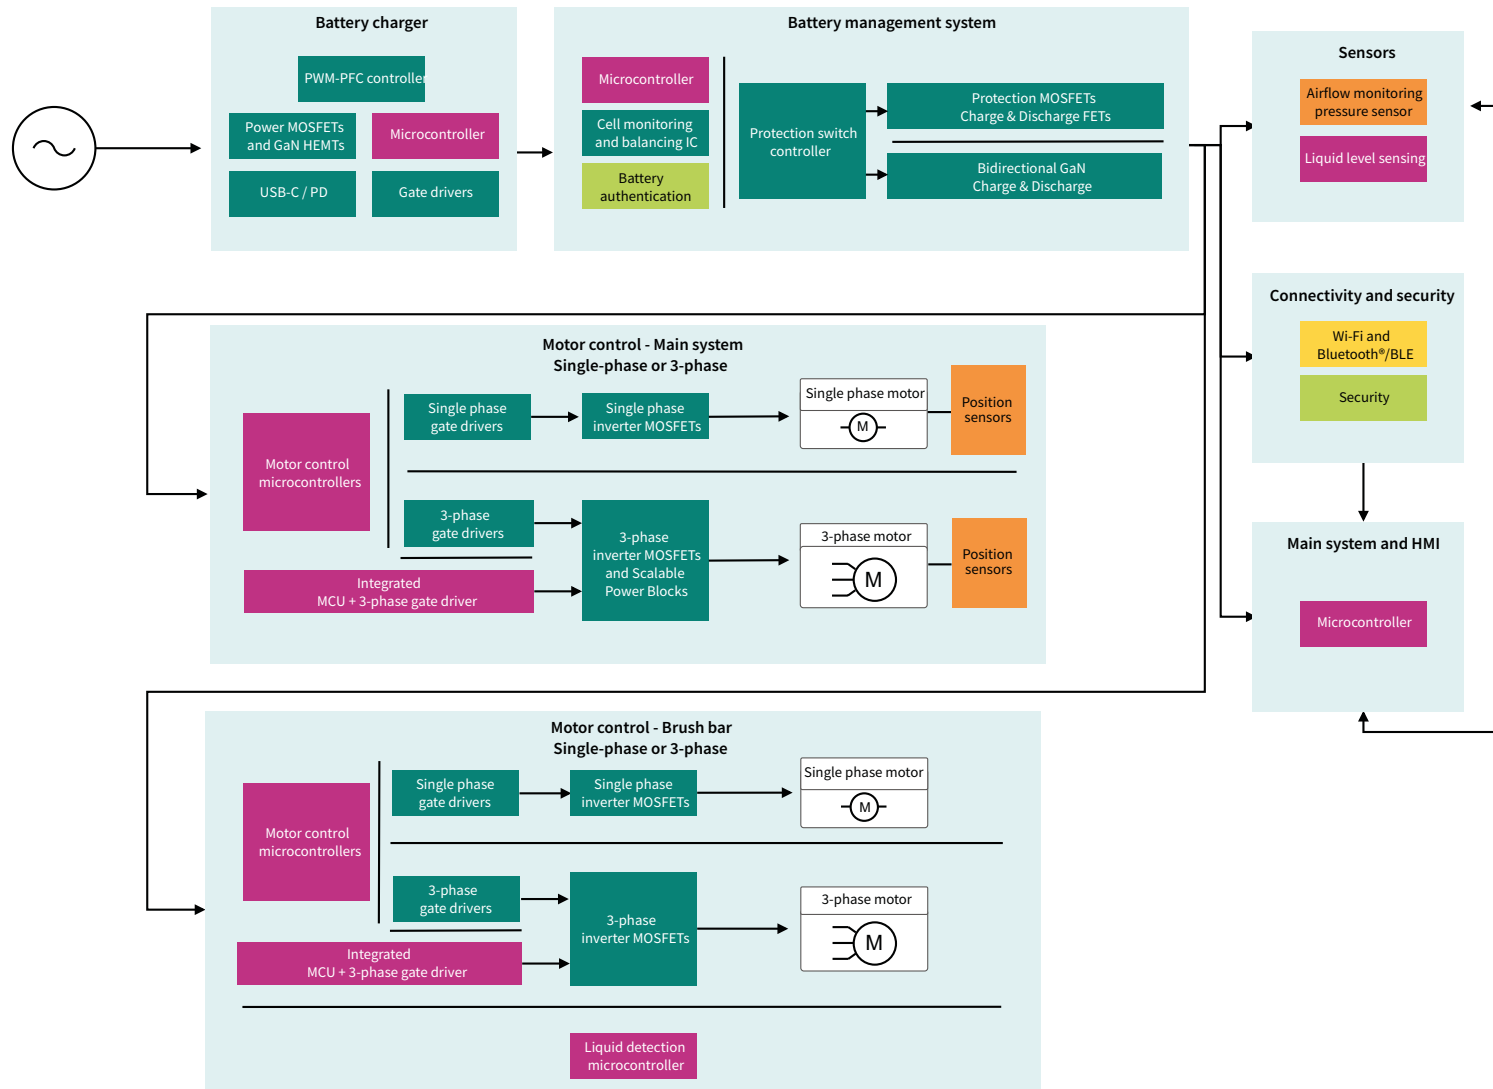 Battery charger
PWM-PFC controller
Power MOSFETs
and GaN HEMTs
Microcontroller
USB-C / PD
Gate drivers
Battery management system
Microcontroller
Cell monitoring
and balancing IC
Battery
authentication
Protection switch
controller
Protection MOSFETs
Charge & Discharge FETs
Bidirectional GaN
Charge & Discharge
Sensors
Airflow monitoring
pressure sensor
Liquid level sensing
Connectivity and security
Wi-Fi and
Bluetooth®/BLE
Security
Main system and HMI
Microcontroller
Motor control - Main system
Single-phase or 3-phase
Motor control
microcontrollers
Single phase
gate drivers
Single phase
inverter MOSFETs
Single phase motor
M
Position
sensors
3-phase
gate drivers
Integrated
MCU + 3-phase gate driver
3-phase
inverter MOSFETs
and Scalable
Power Blocks
3-phase motor
M
Position
sensors
Motor control - Brush bar
Single-phase or 3-phase
Motor control
microcontrollers
Single phase
gate drivers
Single phase
inverter MOSFETs
Single phase motor
M
3-phase
gate drivers
Integrated
MCU + 3-phase gate driver
3-phase
inverter MOSFETs
3-phase motor
M
Liquid detection
microcontroller